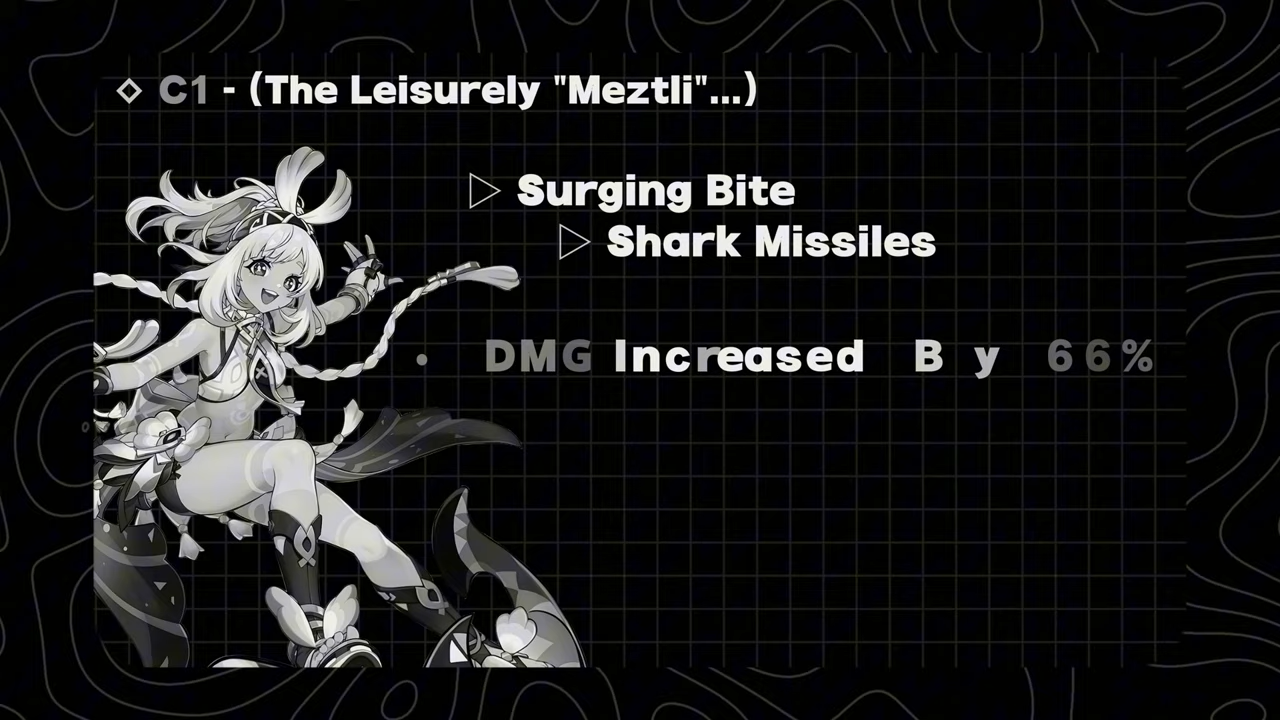 C1 - (The Leisurely "Meztli"...)
Surging Bite
Shark Missiles
• DMG Increased By 66%